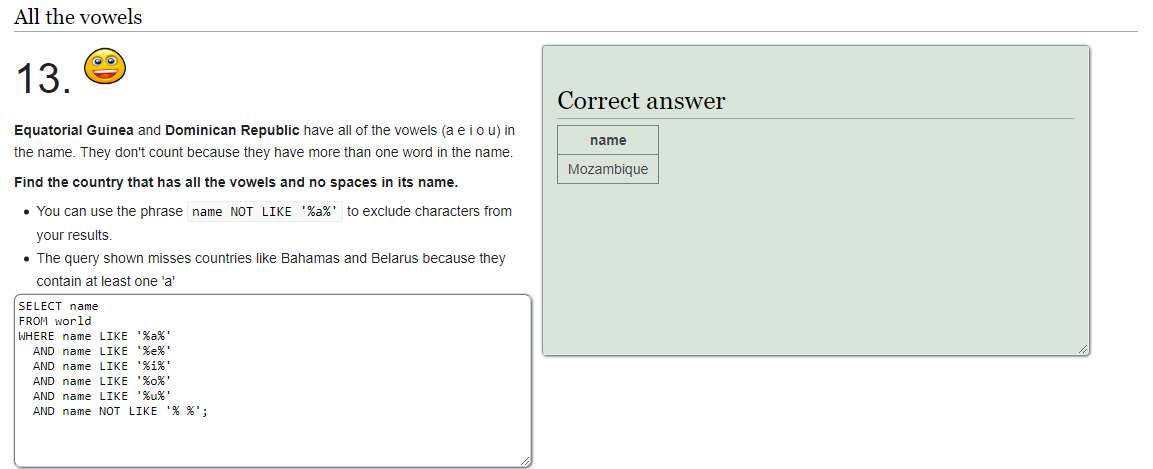 All the vowels
13.
Equatorial Guinea and Dominican Republic have all of the vowels (a e i o u) in
the name. They don't count because they have more than one word in the name.
Find the country that has all the vowels and no spaces in its name.
• You can use the phrase name NOT LIKE '%a%' to exclude characters from
your results.
• The query shown misses countries like Bahamas and Belarus because they
contain at least one 'a'
SELECT name
FROM world
WHERE name LIKE '%a%'
  AND name LIKE '%e%'
  AND name LIKE '%i%'
  AND name LIKE '%o%'
  AND name LIKE '%u%'
  AND name NOT LIKE '% %';
Correct answer
name
Mozambique